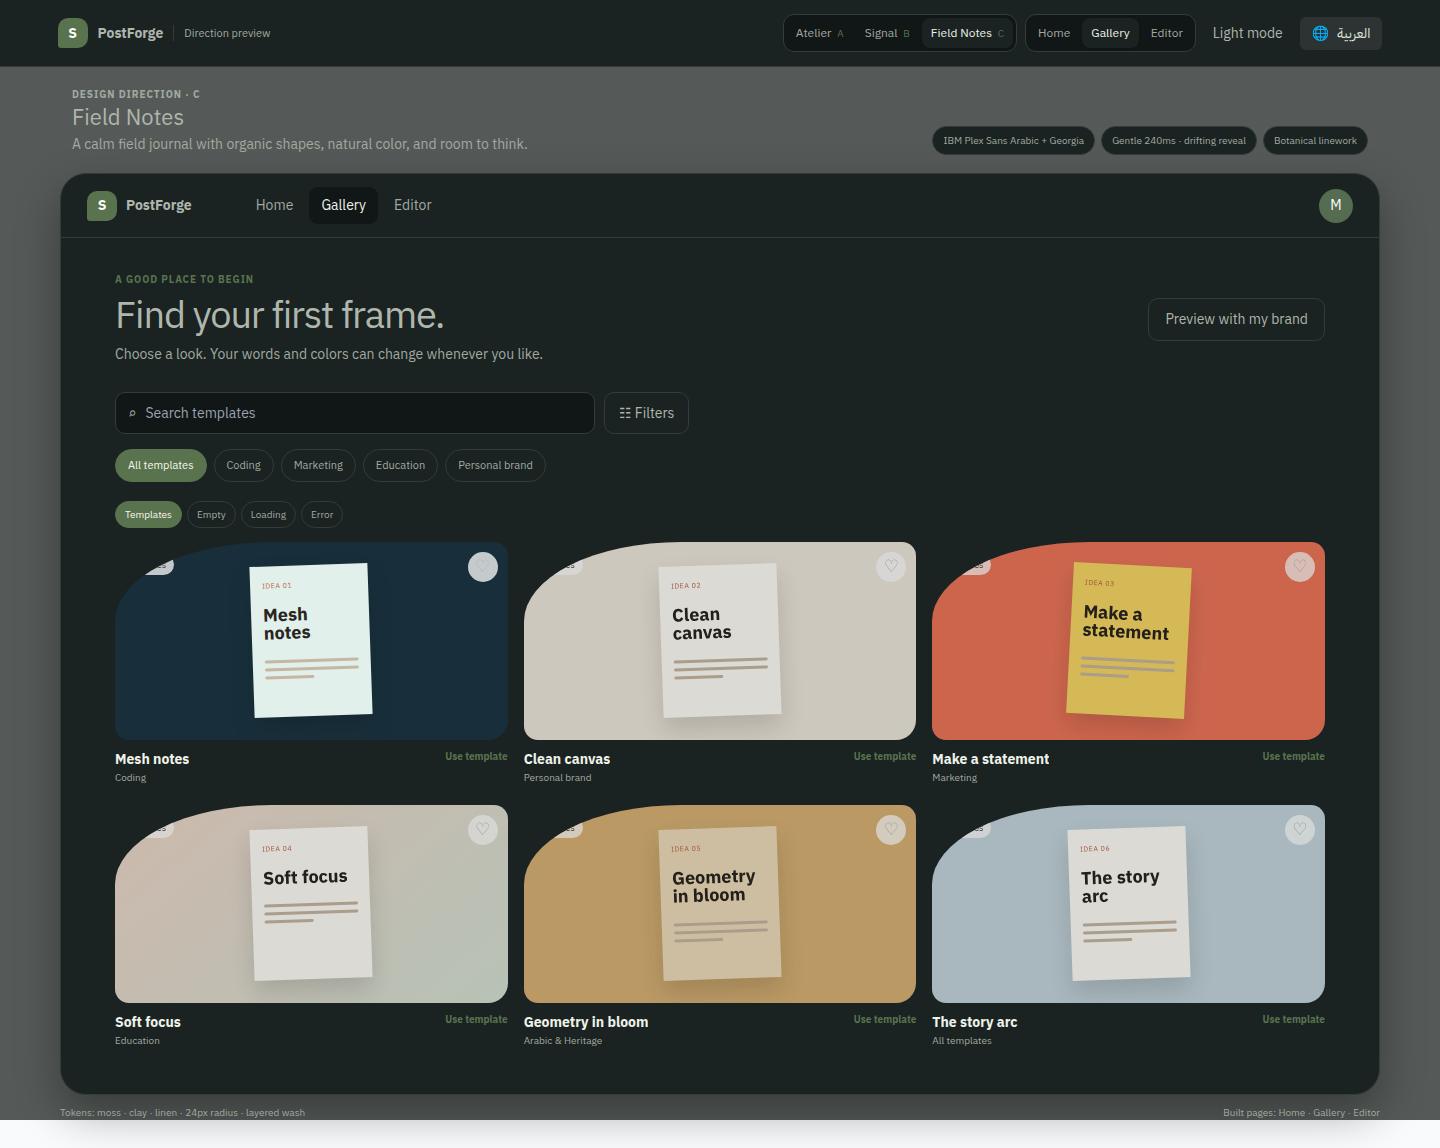 S PostForge Direction preview Atelier A Signal B Field Notes C Home Gallery Editor Light mode العربية
DESIGN DIRECTION · C
Field Notes
A calm field journal with organic shapes, natural color, and room to think.
IBM Plex Sans Arabic + Georgia Gentle 240ms · drifting reveal Botanical linework
S PostForge Home Gallery Editor M
A GOOD PLACE TO BEGIN
Find your first frame.
Preview with my brand
Choose a look. Your words and colors can change whenever you like.
Search templates Filters
All templates Coding Marketing Education Personal brand
Templates Empty Loading Error
IDEA 01
Mesh
notes
IDEA 02
Clean
canvas
IDEA 03
Make a
statement
Mesh notes Use template
Coding
Clean canvas Use template
Personal brand
Make a statement Use template
Marketing
IDEA 04
Soft focus
IDEA 05
Geometry
in bloom
IDEA 06
The story
arc
Soft focus Use template
Education
Geometry in bloom Use template
Arabic & Heritage
The story arc Use template
All templates
Tokens: moss · clay · linen · 24px radius · layered wash
Built pages: Home · Gallery · Editor